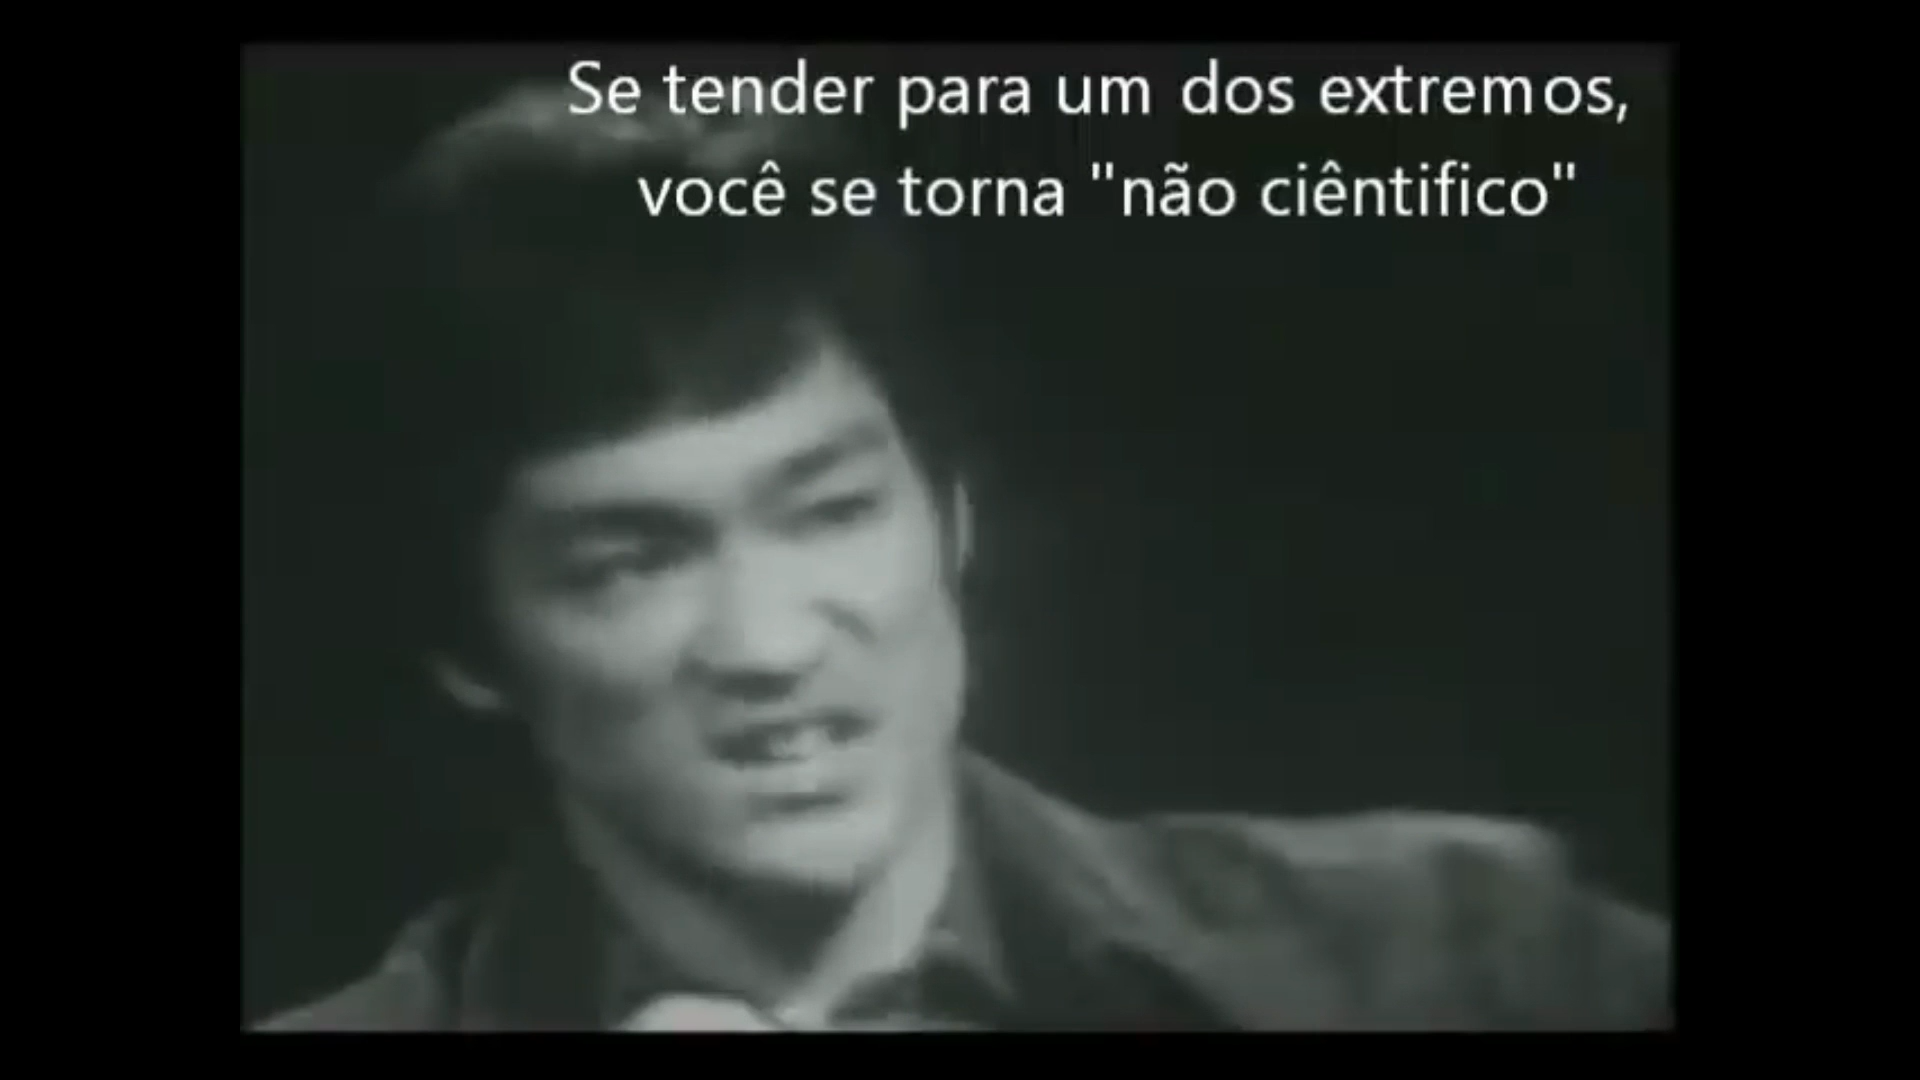 Se tender para um dos extremos,
você se torna "não ciêntifico"